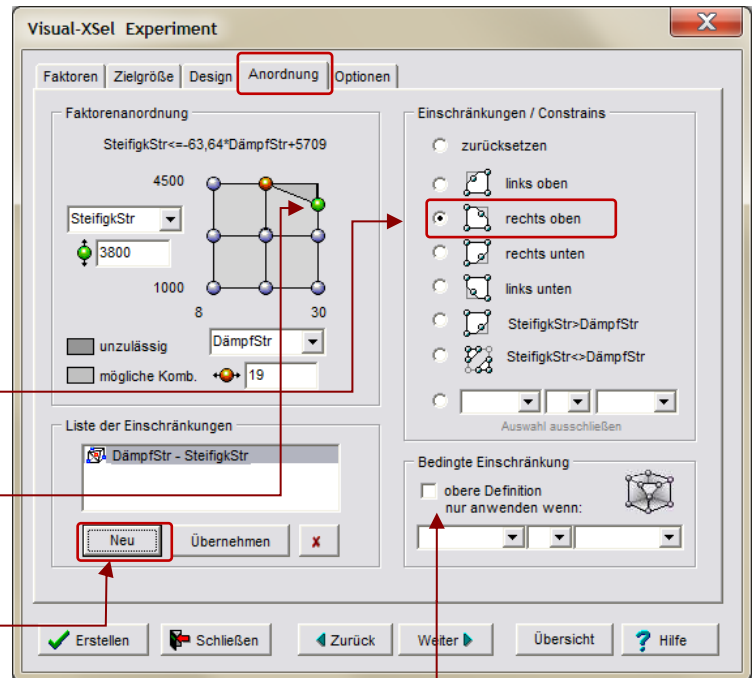 Visual-XSel Experiment
Faktoren Zielgröße Design Anordnung Optionen
Faktorenanordnung
SteifigkStr<=-63,64*DämpfStr+5709
4500
SteifigkStr
3800
1000
8 30
unzulässig
DämpfStr
mögliche Komb.
19
Liste der Einschränkungen
DämpfStr - SteifigkStr
Neu Übernehmen x
Einschränkungen / Constrains
zurücksetzen
links oben
rechts oben
rechts unten
links unten
SteifigkStr>DämpfStr
SteifigkStr<>DämpfStr
Auswahl ausschließen
Bedingte Einschränkung
obere Definition
nur anwenden wenn:
Erstellen Schließen Zurück Weiter Übersicht ? Hilfe